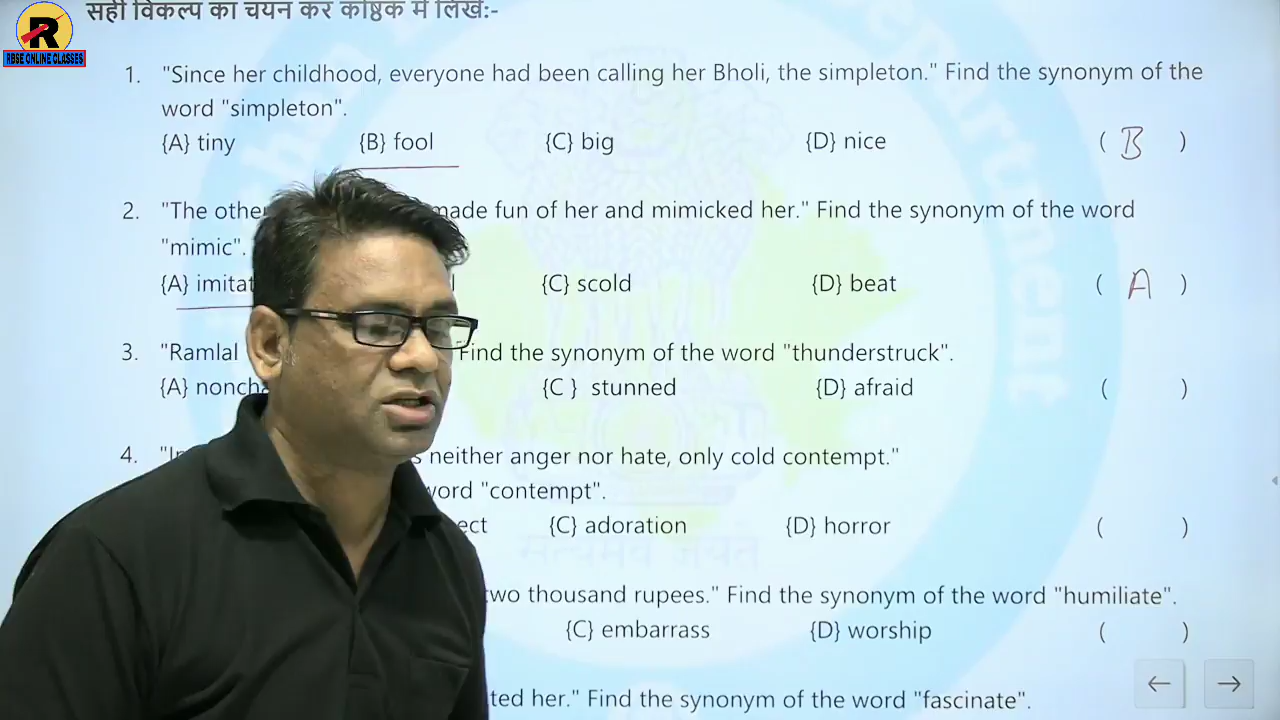 सही विकल्प का चयन कर कोष्ठक में लिखें:-
R
RBSE ONLINE CLASSES
1. "Since her childhood, everyone had been calling her Bholi, the simpleton." Find the synonym of the
word "simpleton".
{A} tiny {B} fool {C} big {D} nice ( B )
2. "The other made fun of her and mimicked her." Find the synonym of the word
"mimic".
{A} {C} scold {D} beat ( A )
3. "Ramlal Find the synonym of the word "thunderstruck".
{A} {C } stunned {D} afraid ( )
4. neither anger nor hate, only cold contempt."
word "contempt".
{C} adoration {D} horror ( )
two thousand rupees." Find the synonym of the word "humiliate".
{C} embarrass {D} worship ( )
her." Find the synonym of the word "fascinate".